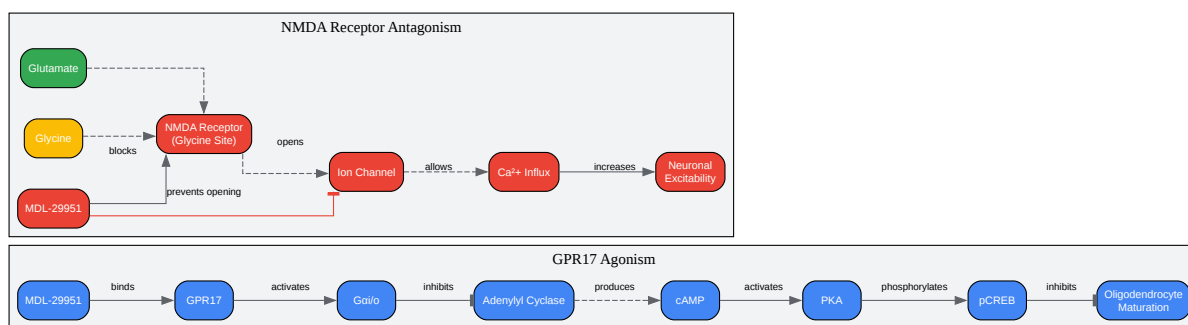 NMDA Receptor Antagonism
Glutamate
Glycine
blocks
NMDA Receptor
(Glycine Site)
opens
MDL-29951
prevents opening
Ion Channel
allows
Ca²+ Influx
increases
Neuronal
Excitability
GPR17 Agonism
MDL-29951
binds
GPR17
activates
Gαi/o
inhibits
Adenylyl Cyclase
produces
cAMP
activates
PKA
phosphorylates
pCREB
inhibits
Oligodendrocyte
Maturation